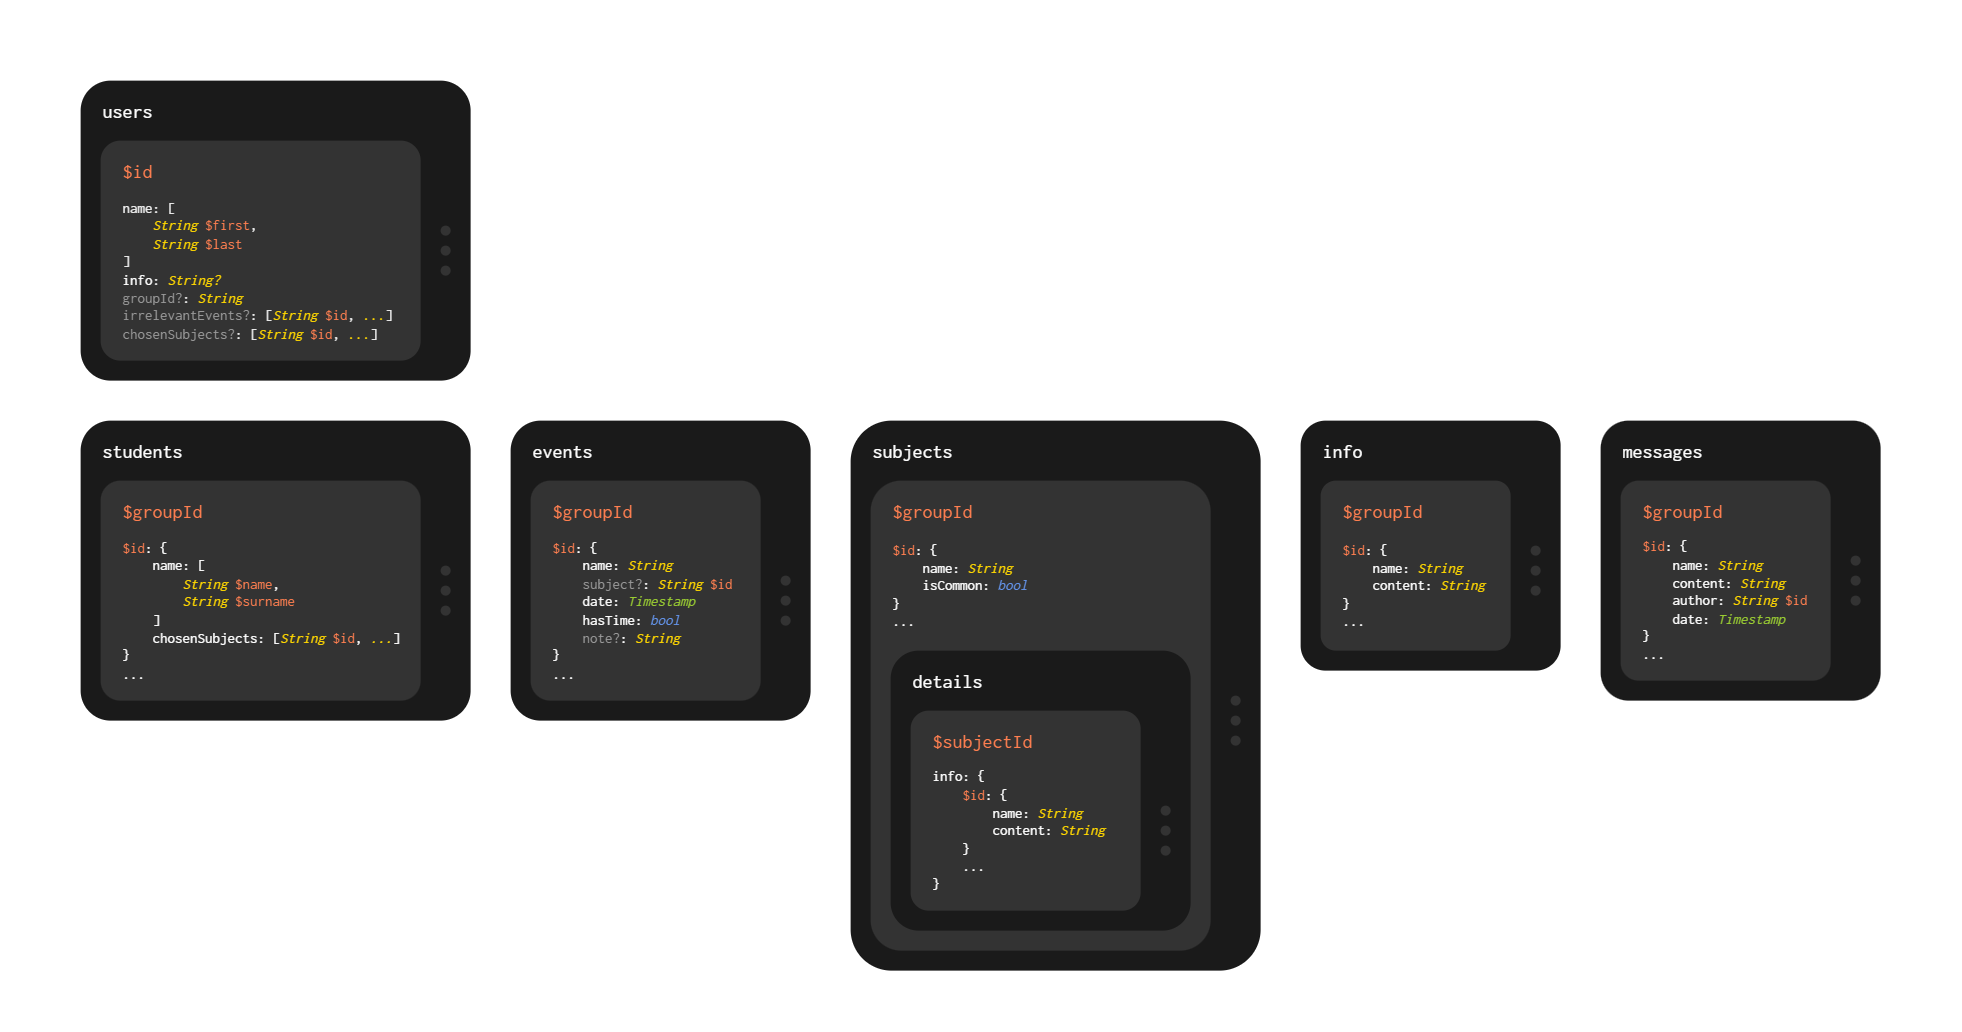 users
$id
name: [
    String $first,
    String $last
]
info: String?
groupId?: String
irrelevantEvents?: [String $id, ...]
chosenSubjects?: [String $id, ...]
students
$groupId
$id: {
    name: [
        String $name,
        String $surname
    ]
    chosenSubjects: [String $id, ...]
}
...
events
$groupId
$id: {
    name: String
    subject?: String $id
    date: Timestamp
    hasTime: bool
    note?: String
}
...
subjects
$groupId
$id: {
    name: String
    isCommon: bool
}
...
details
$subjectId
info: {
    $id: {
        name: String
        content: String
    }
    ...
}
info
$groupId
$id: {
    name: String
    content: String
}
...
messages
$groupId
$id: {
    name: String
    content: String
    author: String $id
    date: Timestamp
}
...